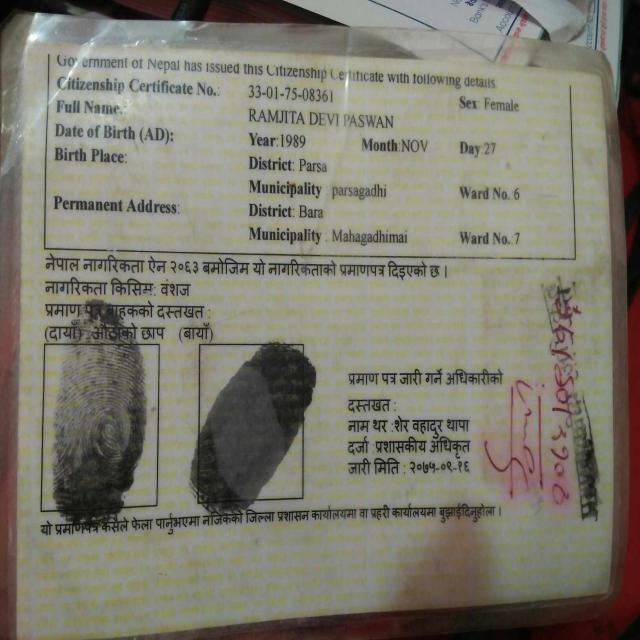 Government of Nepal has issued this Citizenship Certificate with following details
Citizenship Certificate No.: 33-01-75-08361 Sex: Female
Full Name: RAMJITA DEVI PASWAN
Date of Birth (AD): Year:1989 Month:NOV Day 27
Birth Place: District: Parsa
Municipality : parsagadhi Ward No. 6
Permanent Address: District: Bara
Municipality : Mahagadhimai Ward No. 7
नेपाल नागरिकता ऐन २०६३ बमोजिम यो नागरिकताको प्रमाणपत्र दिइएको छ ।
नागरिकता किसिम: वंशज
प्रमाण पत्र वाहकको दस्तखत :
(दायाँ) औंठाको छाप (बायाँ)
प्रमाण पत्र जारी गर्ने अधिकारीको
दस्तखत :
नाम थर : शेर वहादुर थापा
दर्जा : प्रशासकीय अधिकृत
जारी मिति : २०७५-०९-१६
यो प्रमाणपत्र कसैले फेला पार्नुभएमा नजिकको जिल्ला प्रशासन कार्यालयमा वा प्रहरी कार्यालयमा बुझाईदिनुहोला ।